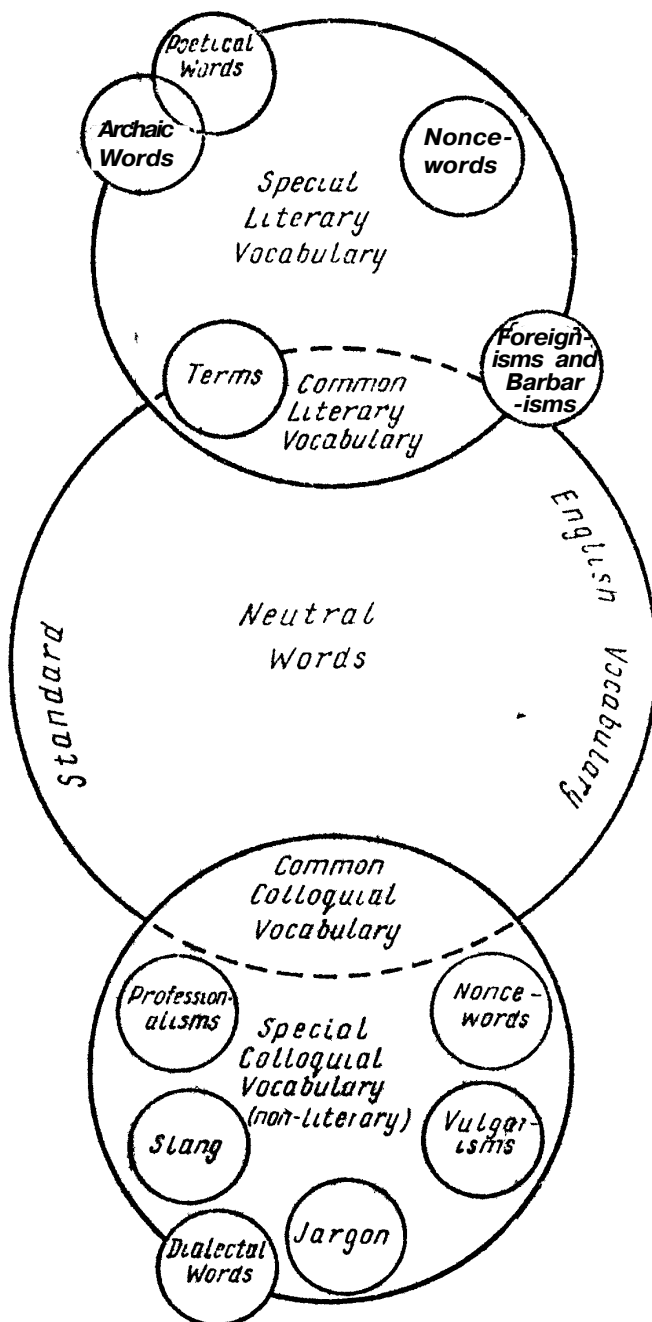 Poetical
Words
Archaic
Words
Nonce-
words
Special
Literary
Vocabulary
Foreign-
isms and
Barbar
-isms
Terms
Common
Literary
Vocabulary
English
Vocabulary
Neutral
Words
Standard
Common
Colloquial
Vocabulary
Profession-
alisms
Nonce-
words
Special
Colloquial
Vocabulary
(non-literary)
Slang
Vulgar-
isms
Jargon
Dialectal
Words